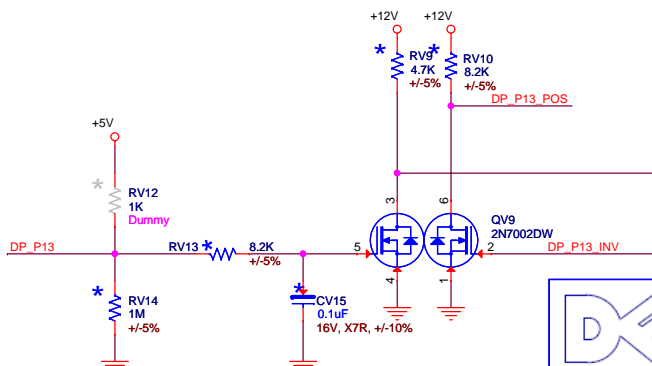 +12V
+12V
*
*
RV9
4.7K
+/-5%
RV10
8.2K
+/-5%
DP_P13_POS
+5V
*
RV12
1K
Dummy
3
6
QV9
2N7002DW
DP_P13
RV13
*
8.2K
+/-5%
5
2
DP_P13_INV
4
1
*
RV14
1M
+/-5%
*
CV15
0.1uF
16V, X7R, +/-10%